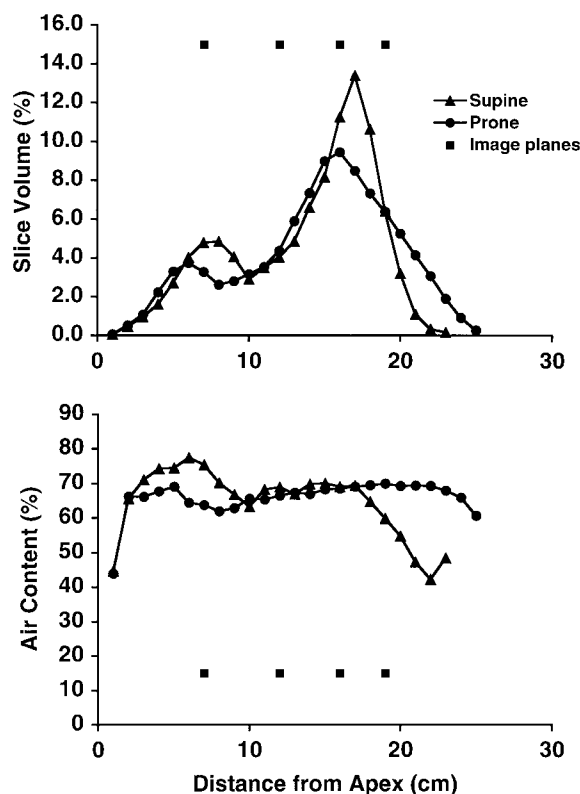 16.0
14.0
12.0
10.0
8.0
6.0
4.0
2.0
0.0
Slice Volume (%)
Supine
Prone
Image planes
0 10 20 30
90
80
70
60
50
40
30
20
10
0
Air Content (%)
0 10 20 30
Distance from Apex (cm)